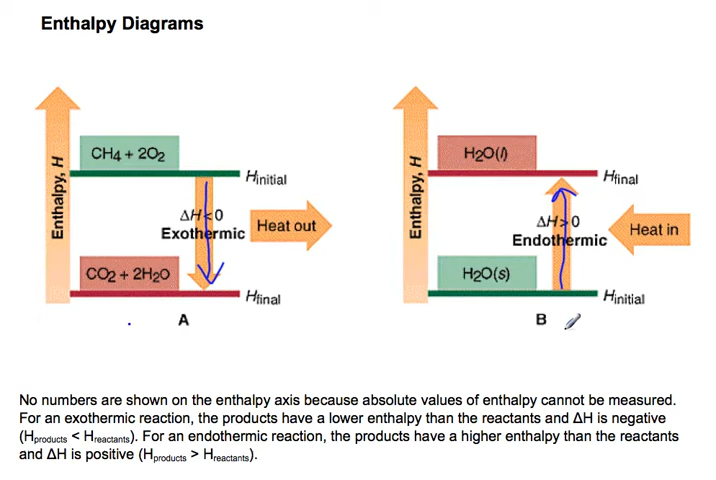 Enthalpy Diagrams
Enthalpy, H
CH4 + 2O2
Hinitial
ΔH<0
Exothermic
Heat out
CO2 + 2H2O
Hfinal
A
Enthalpy, H
H2O(l)
Hfinal
ΔH>0
Endothermic
Heat in
H2O(s)
Hinitial
B
No numbers are shown on the enthalpy axis because absolute values of enthalpy cannot be measured.
For an exothermic reaction, the products have a lower enthalpy than the reactants and ΔH is negative
(Hproducts < Hreactants). For an endothermic reaction, the products have a higher enthalpy than the reactants
and ΔH is positive (Hproducts > Hreactants).